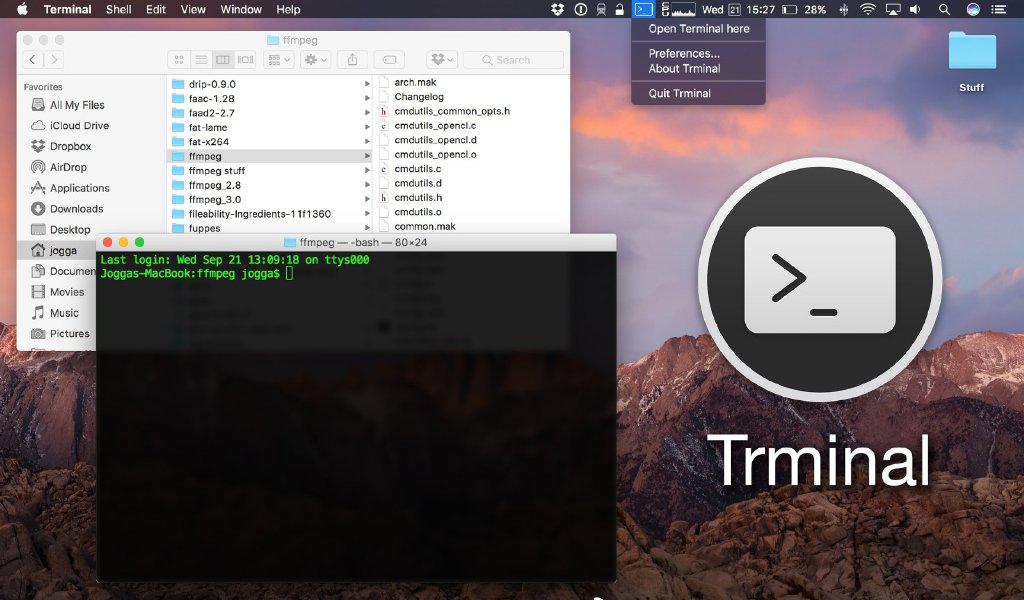 Terminal Shell Edit View Window Help Wed 21 15:27 28%
Open Terminal here
Preferences...
About Trminal
Quit Trminal
Stuff
ffmpeg
Search
Favorites
All My Files
iCloud Drive
Dropbox
AirDrop
Applications
Downloads
Desktop
jogga
Documen
Movies
Music
Pictures
drip-0.9.0
faac-1.28
faad2-2.7
fat-lame
fat-x264
ffmpeg
ffmpeg stuff
ffmpeg_2.8
ffmpeg_3.0
fileability-Ingredients-11f1360
fuppes
arch.mak
Changelog
cmdutils_common_opts.h
cmdutils_opencl.c
cmdutils_opencl.d
cmdutils_opencl.o
cmdutils.c
cmdutils.d
cmdutils.h
cmdutils.o
common.mak
ffmpeg — -bash — 80×24
Last login: Wed Sep 21 13:09:18 on ttys000
Joggas-MacBook:ffmpeg jogga$
Trminal